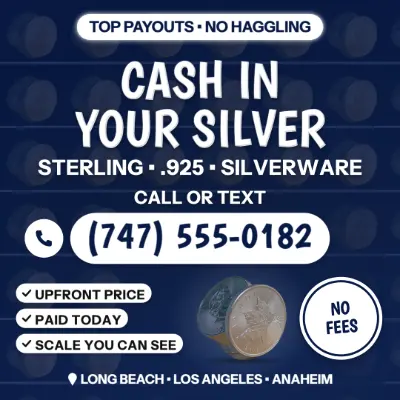 TOP PAYOUTS ▪ NO HAGGLING
CASH IN
YOUR SILVER
STERLING ▪ .925 ▪ SILVERWARE
CALL OR TEXT
(747) 555-0182
UPFRONT PRICE
PAID TODAY
SCALE YOU CAN SEE
NO
FEES
LONG BEACH ▪ LOS ANGELES ▪ ANAHEIM